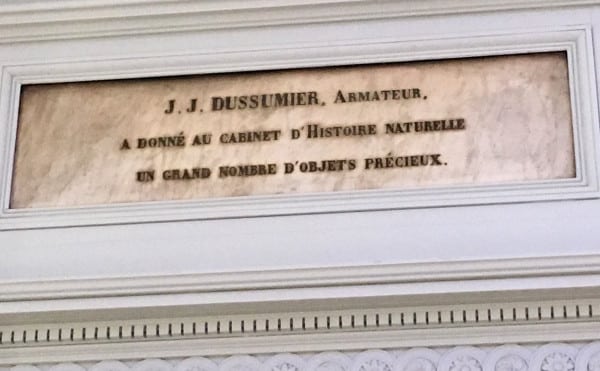 J. J. DUSSUMIER, ARMATEUR,
A DONNÉ AU CABINET D'HISTOIRE NATURELLE
UN GRAND NOMBRE D'OBJETS PRÉCIEUX.